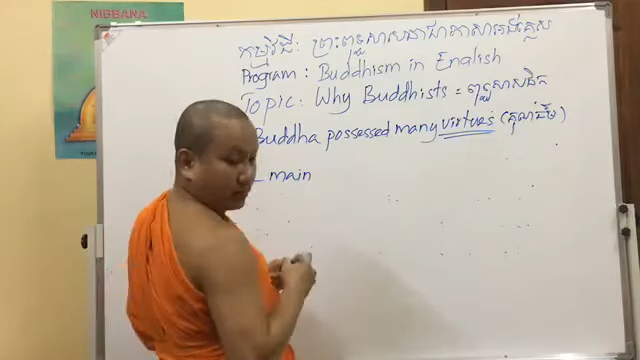 NIBBANA
កម្មវិធី: ព្រះពុទ្ធសាសនាជាភាសាអង់គ្លេស
Program: Buddhism in English
Topic: Why Buddhists = ពុទ្ធសាសនិក
Buddha possessed many virtues (គុណធម៌)
main
YOUR